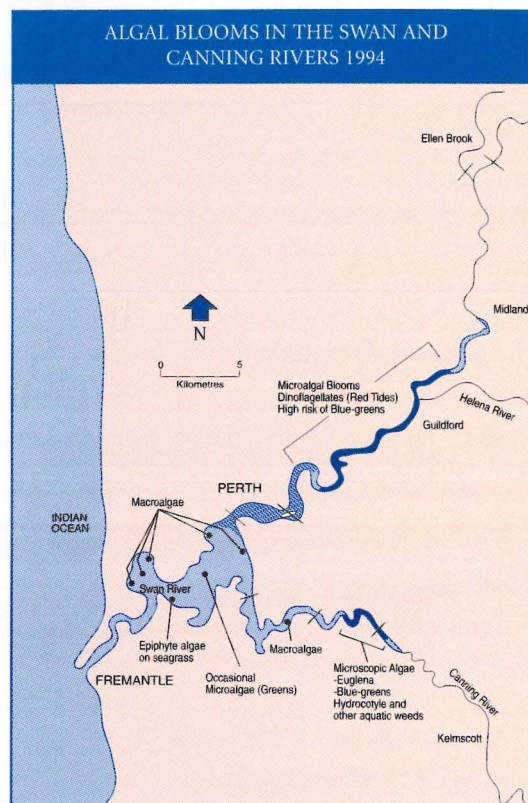 ALGAL BLOOMS IN THE SWAN AND
CANNING RIVERS 1994
Ellen Brook
Midland
N
0 5
Kilometres
Microalgal Blooms
Dinoflagellates (Red Tides)
High risk of Blue-greens
Helena River
Guildford
PERTH
Macroalgae
INDIAN
OCEAN
Swan River
Epiphyte algae
on seagrass
Macroalgae
Occasional
Microalgae (Greens)
FREMANTLE
Microscopic Algae
-Euglena
-Blue-greens
Hydrocotyle and
other aquatic weeds
Canning River
Kelmscott